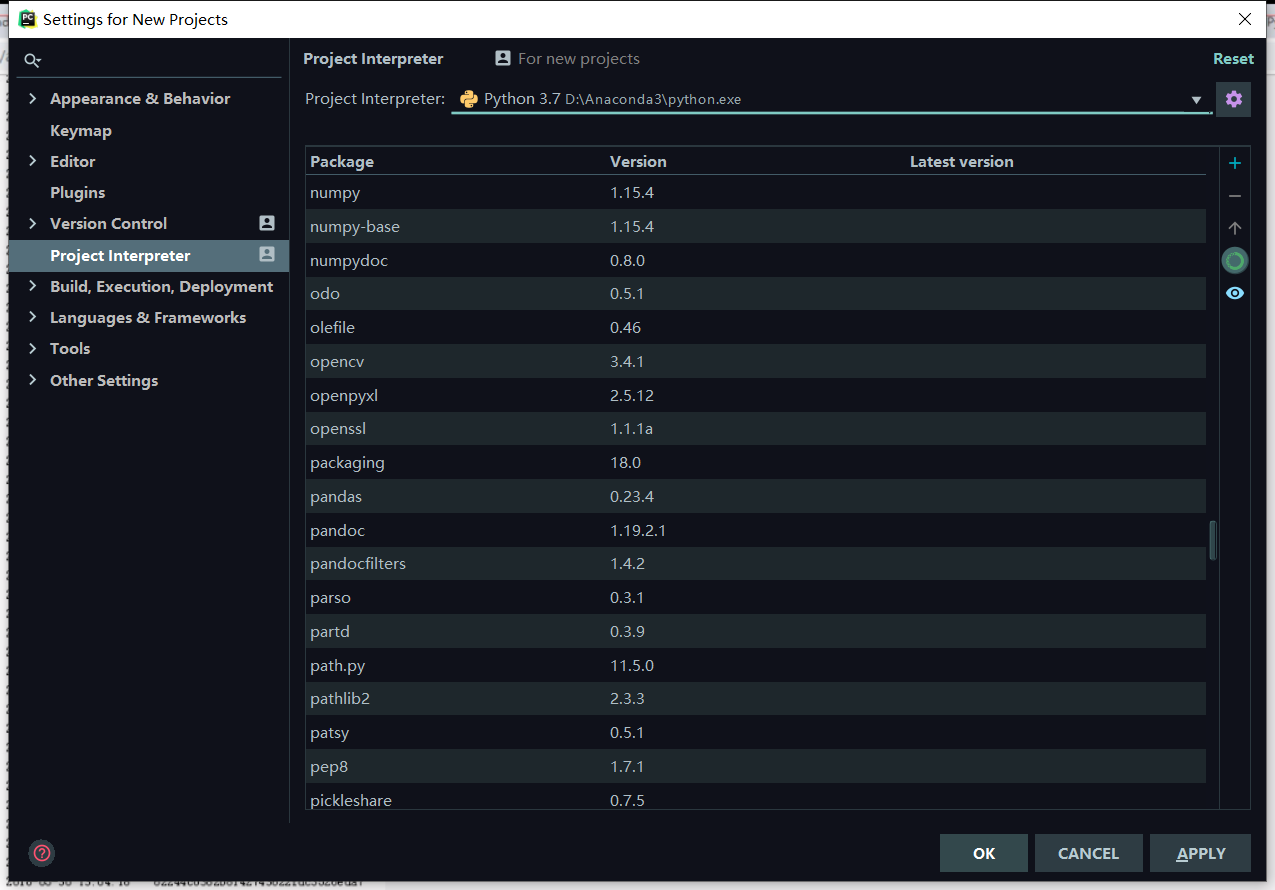 PC
Settings for New Projects
Appearance & Behavior
Keymap
Editor
Plugins
Version Control
Project Interpreter
Build, Execution, Deployment
Languages & Frameworks
Tools
Other Settings
Project Interpreter For new projects Reset
Project Interpreter: Python 3.7 D:\Anaconda3\python.exe
Package Version Latest version
numpy 1.15.4
numpy-base 1.15.4
numpydoc 0.8.0
odo 0.5.1
olefile 0.46
opencv 3.4.1
openpyxl 2.5.12
openssl 1.1.1a
packaging 18.0
pandas 0.23.4
pandoc 1.19.2.1
pandocfilters 1.4.2
parso 0.3.1
partd 0.3.9
path.py 11.5.0
pathlib2 2.3.3
patsy 0.5.1
pep8 1.7.1
pickleshare 0.7.5
?
OK CANCEL APPLY